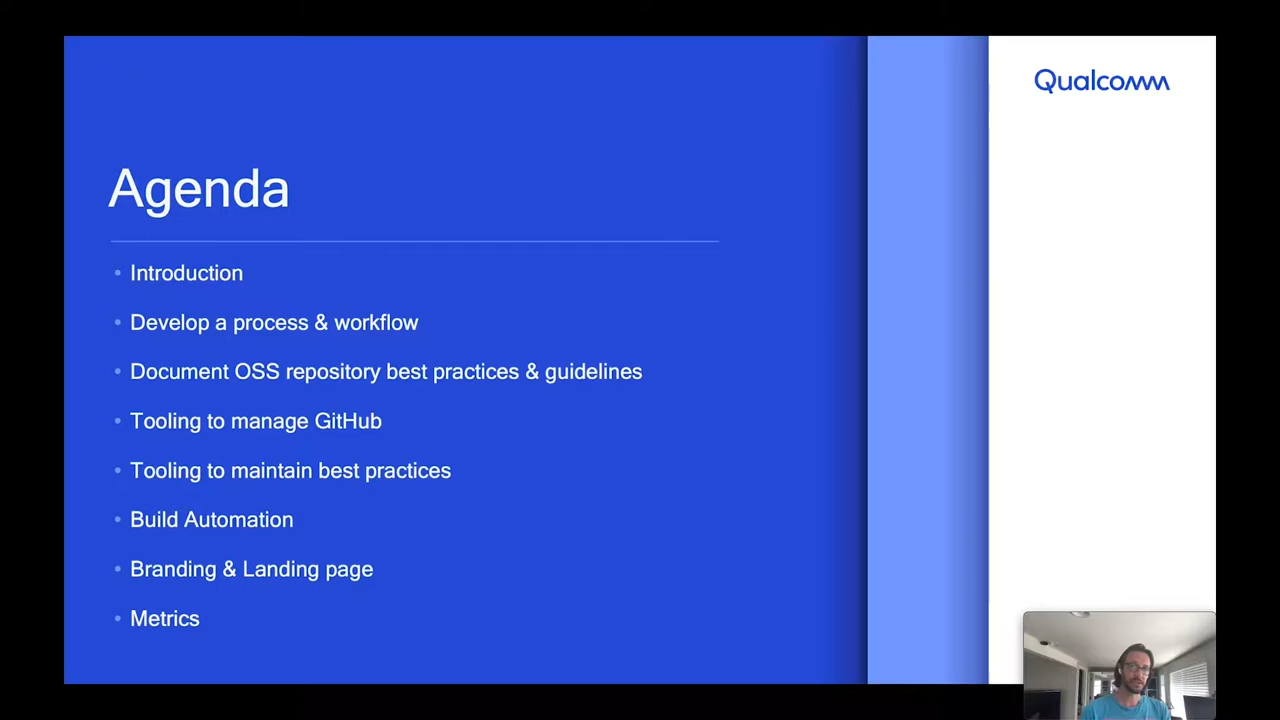 Qualcomm
Agenda
• Introduction
• Develop a process & workflow
• Document OSS repository best practices & guidelines
• Tooling to manage GitHub
• Tooling to maintain best practices
• Build Automation
• Branding & Landing page
• Metrics